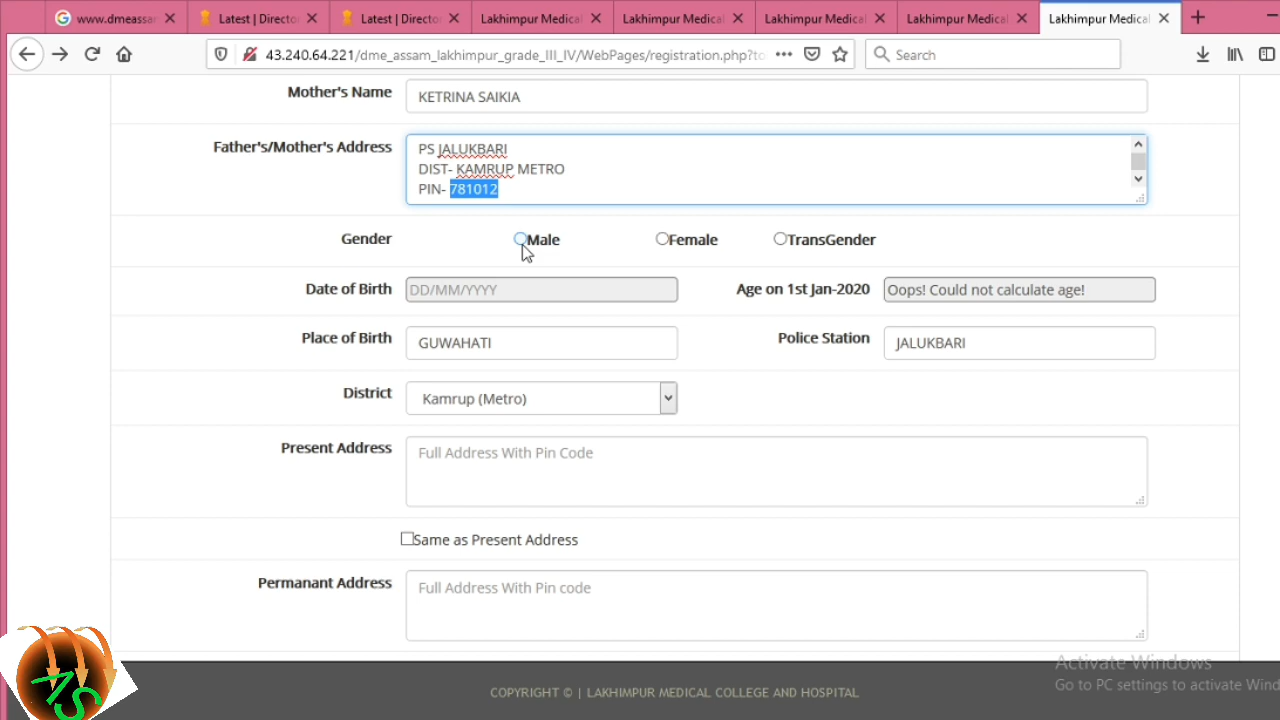 www.dmeassa
Latest | Directo
Latest | Directo
Lakhimpur Medical
Lakhimpur Medical
Lakhimpur Medical
Lakhimpur Medical
Lakhimpur Medical
43.240.64.221/dme_assam_lakhimpur_grade_III_IV/WebPages/registration.php?to
Search
Mother's Name
KETRINA SAIKIA
Father's/Mother's Address
PS JALUKBARI
DIST- KAMRUP METRO
PIN- 781012
Gender
Male
Female
TransGender
Date of Birth
DD/MM/YYYY
Age on 1st Jan-2020
Oops! Could not calculate age!
Place of Birth
GUWAHATI
Police Station
JALUKBARI
District
Kamrup (Metro)
Present Address
Full Address With Pin Code
Same as Present Address
Permanant Address
Full Address With Pin code
Activate Windows
Go to PC settings to activate Wind
COPYRIGHT © | LAKHIMPUR MEDICAL COLLEGE AND HOSPITAL